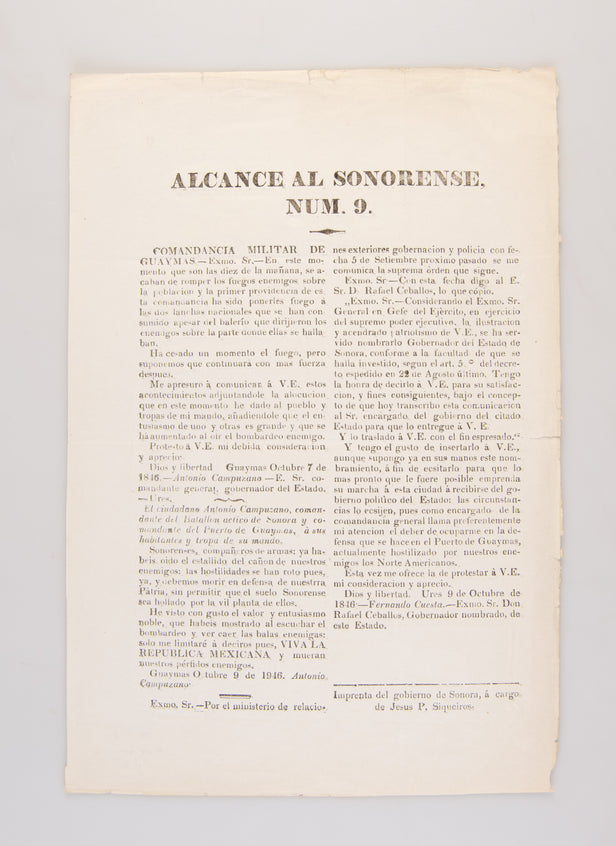 ALCANCE AL SONORENSE,
NUM. 9.
COMANDANCIA MILITAR DE
GUAYMAS.—Exmo. Sr.—En este mo-
mento que son las diez de la mañana, se a-
caban de romper los fuegos enemigos sobre
la poblacion y la primer providencia de es-
ta comandancia ha sido ponerles fuego á
las dos lanchas nacionales que se han con-
sumido apesar del balerio que dirijeron los
enemigos sobre la parte donde ellas se halla
ban.
Ha cesado un momento el fuego, pero
suponemos que continuará con mas fuerza
despues.
Me apresuro à comunicar á V.E. estos
acontecimientos adjuntandole la alocucion
que en este momento he dado al pueblo y
tropas de mi mando, añadiendole que el en-
tusiasmo de uno y otras es grande y que se
ha aumentado al oir el bombardeo enemigo.
Protesto á V.E. mi debida consideracion
y aprecio.
Dios y libertad Guaymas Octubre 7 de
1846.—Antonio Campuzano—E. Sr. co-
mandante general, gobernador del Estado.
—Ures.
El ciudadano Antonio Campuzano, coman-
dante del Batallon activo de Sonora y co-
mandante del Puerto de Guaymas, à sus
habitantes y tropa de su mando.
Sonorenses, compañeros de armas: ya ha-
beis oido el estallido del cañon de nuestros
enemigos: las hostilidades se han roto pues,
ya, y debemos morir en defensa de nuestrra
Patria, sin permitir que el suelo Sonorense
sea hollado por la vil planta de ellos.
He visto con gusto el valor y entusiasmo
noble, que habeis mostrado al escuchar el
bombardeo y ver caer las balas enemigas:
solo me limitaré á deciros pues, VIVA LA
REPUBLICA MEXICANA y mueran
nuestros pérfidos enemigos.
Guaymas O tubre 9 de 1946. Antonio
Campuzano
Exmo, Sr.—Por el ministerio de relacio-
nes exteriores gobernacion y policia con fe-
cha 5 de Setiembre proximo pasado se me
comunica la suprema òrden que sigue.
Exmo. Sr—Con esta fecha digo al E.
Sr. D. Rafael Ceballos, lo que còpio.
„Exmo. Sr.—Considerando el Exmo. Sr.
General en Gefe del Ejèrcito, en ejercicio
del supremo poder ejecutivo, la ilustracion
y acendrado patriotismo de V.E., se ha ser-
vido nombrarlo Gobernador del Estado de
Sonora, conforme a la facultad de que se
halla investido, segun el art. 5.º del decre-
to espedido en 22 de Agosto último. Tengo
la honra de decirlo á V.E. para su satisfac-
cion, y fines consiguientes, bajo el concep-
to de que hoy transcribo esta comunicacion
al Sr. encargado del gobierno del citado
Estado para que lo entregue á V. E.
Y lo traslado à V.E. con el fin espresado.“
Y tengo el gusto de insertarlo à V.E.,
aunque supongo ya en sus manos este nom-
bramiento, á fin de ecsitarlo para que lo
mas pronto que le fuere posible emprenda
su marcha á esta ciudad à recibirse del go-
bierno politico del Estado: las circunstan-
cias lo ecsijen, pues como encargado de la
comandancia general llama preferentemente
mi atencion el deber de ocuparme en la de-
fensa que se hace en el Puerto de Guaymas,
actualmente hostilizado por nuestros ene-
migos los Norte Americanos.
Esta vez me ofrece la de protestar à V.E.
mi consideracion y aprecio.
Dios y libertad. Ures 9 de Octubre de
1846—Fernando Cuesta.—Exmo. Sr. Don
Rafael Ceballos, Gobernador nombrado, de
este Estado.
Imprenta del gobierno de Sonora, á cargo
de Jesus P. Siqueiros.